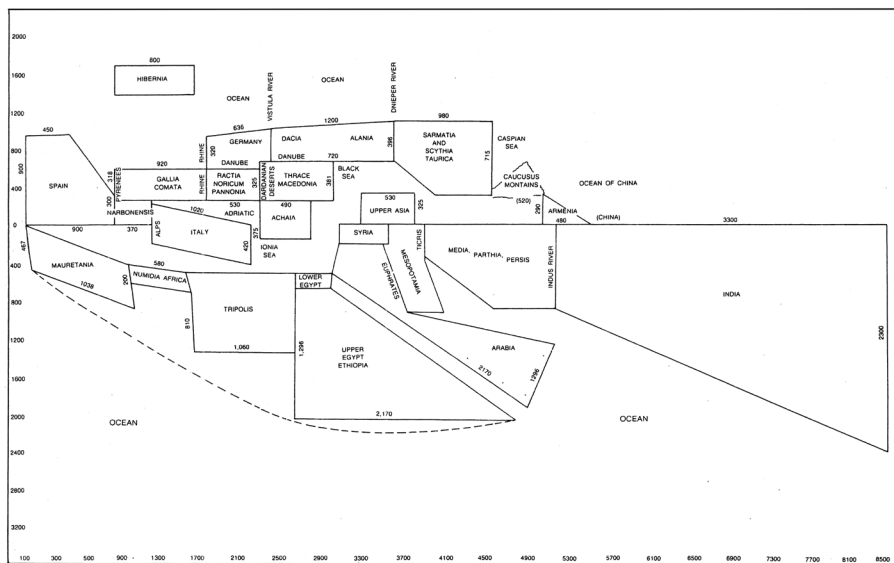 2000
800
1600
HIBERNIA
OCEAN
VISTULA RIVER
OCEAN
DNIEPER RIVER
1200
980
636
1200
450
RHINE
320
GERMANY
DACIA
ALANIA
396
SARMATIA
AND
SCYTHIA
TAURICA
715
CASPIAN
SEA
800
900
318
PYRENEES
920
DANUBE
DANUBE
720
SPAIN
GALLIA
COMATA
RHINE
RACTIA
NORICUM
PANNONIA
325
DARDANIAN
DESERTS
THRACE
MACEDONIA
381
BLACK
SEA
CAUCUSUS
MONTAINS
OCEAN OF CHINA
400
300
530
325
(520)
290
NARBONENSIS
1020
530
ADRIATIC
490
ACHAIA
UPPER ASIA
ARMENIA
(CHINA)
0
900
370
ALPS
ITALY
420
375
IONIA
SEA
SYRIA
TICRIS
480
3300
467
MAURETANIA
200
580
NUMIDIA AFRICA
LOWER
EGYPT
EUPHRATES
MESOPOTAMIA
MEDIA, PARTHIA, PERSIS
INDUS RIVER
400
1038
TRIPOLIS
INDIA
800
810
2300
1200
1,060
1,296
UPPER
EGYPT
ETHIOPIA
2170
ARABIA
1296
1600
2000
OCEAN
2,170
OCEAN
2400
2800
3200
100
300
900
1300
1700
2100
2500
3300
3700
4100
4500
4900
5300
5700
6100
6500
6900
7300
7700
8100
8500